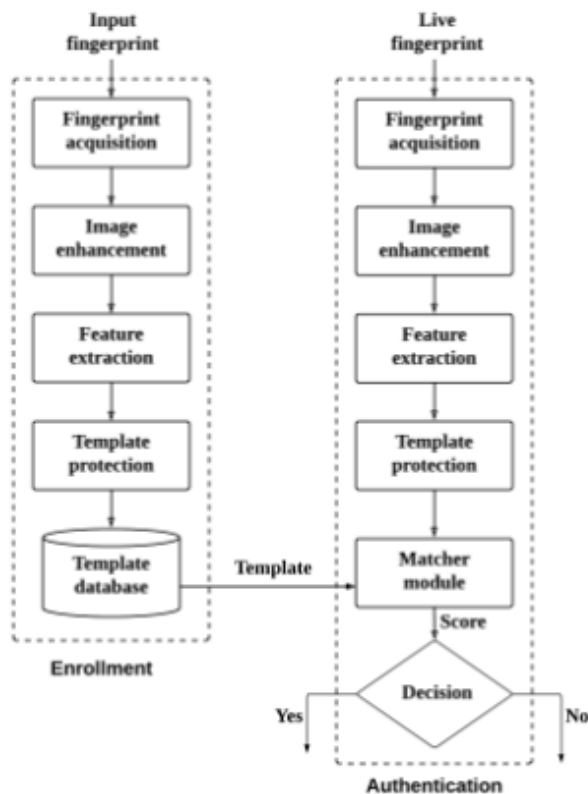 Input
fingerprint
Fingerprint
acquisition
Image
enhancement
Feature
extraction
Template
protection
Template
database
Enrollment
Template
Live
fingerprint
Fingerprint
acquisition
Image
enhancement
Feature
extraction
Template
protection
Matcher
module
Score
Decision
Yes
No
Authentication